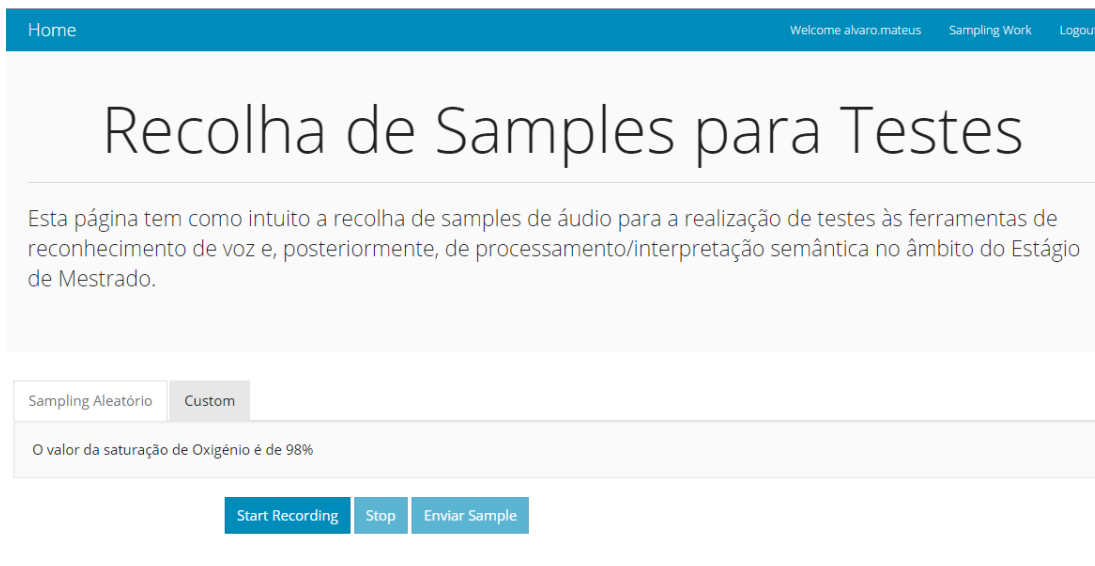 Home Welcome alvaro.mateus Sampling Work Logout
Recolha de Samples para Testes
Esta página tem como intuito a recolha de samples de áudio para a realização de testes às ferramentas de
reconhecimento de voz e, posteriormente, de processamento/interpretação semântica no âmbito do Estágio
de Mestrado.
Sampling Aleatório Custom
O valor da saturação de Oxigénio é de 98%
Start Recording Stop Enviar Sample